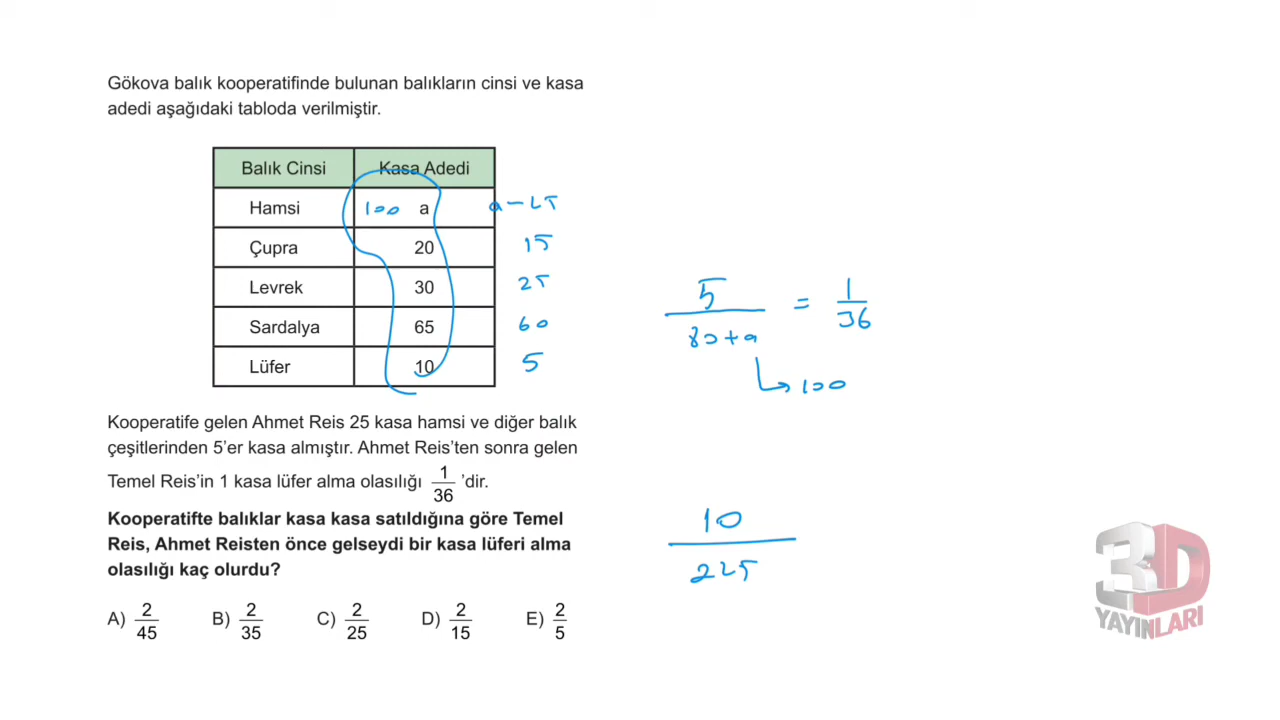 Gökova balık kooperatifinde bulunan balıkların cinsi ve kasa
adedi aşağıdaki tabloda verilmiştir.
Balık Cinsi Kasa Adedi
Hamsi 100 a a - 25
Çupra 20 15
Levrek 30 25
Sardalya 65 60
Lüfer 10 5
5/80+a = 1/36
100
Kooperatife gelen Ahmet Reis 25 kasa hamsi ve diğer balık
çeşitlerinden 5'er kasa almıştır. Ahmet Reis'ten sonra gelen
Temel Reis'in 1 kasa lüfer alma olasılığı 1/36 'dir.
Kooperatifte balıklar kasa kasa satıldığına göre Temel
Reis, Ahmet Reisten önce gelseydi bir kasa lüferi alma
olasılığı kaç olurdu?
10/225
A) 2/45 B) 2/35 C) 2/25 D) 2/15 E) 2/5
3D
YAYINLARI